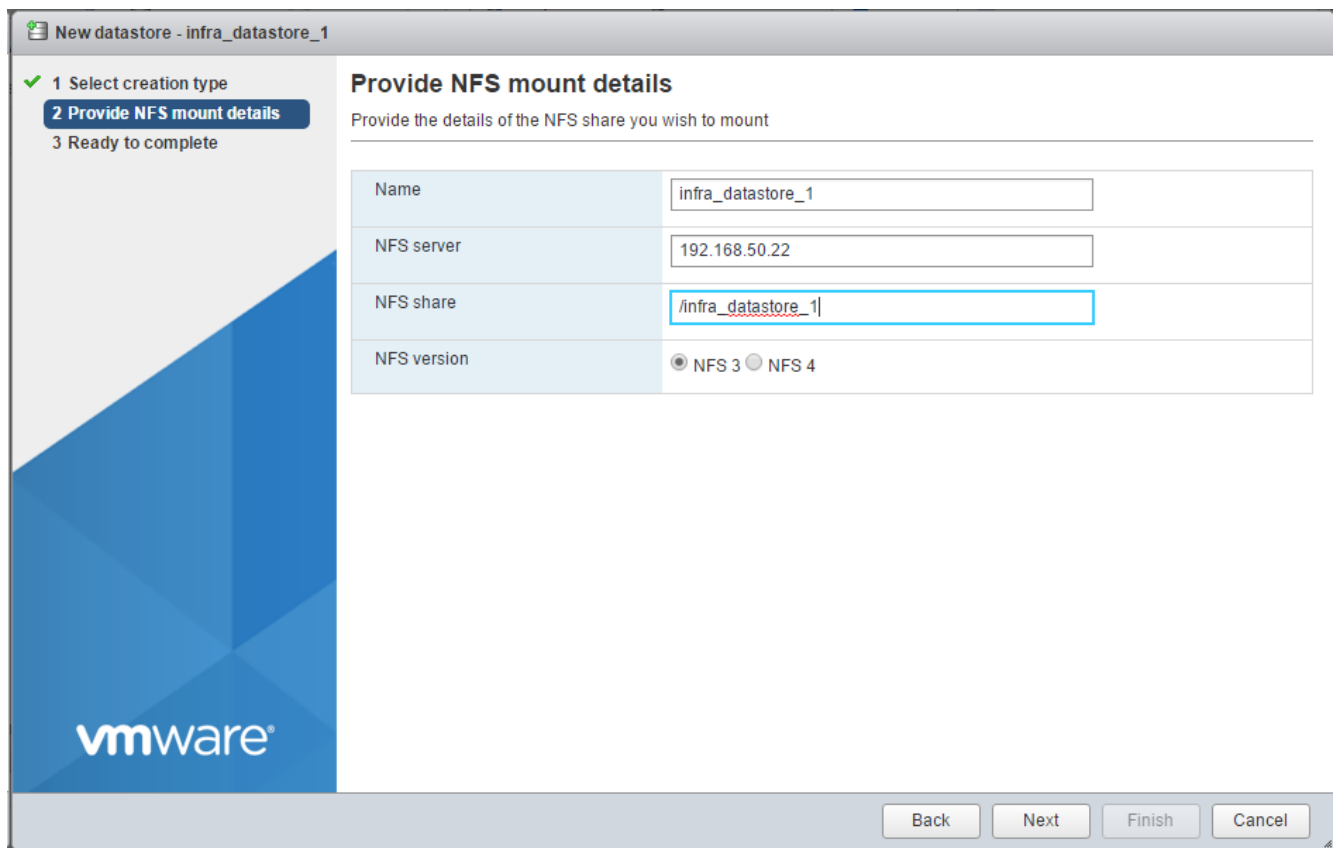 New datastore - infra_datastore_1
1 Select creation type
2 Provide NFS mount details
3 Ready to complete
Provide NFS mount details
Provide the details of the NFS share you wish to mount
Name infra_datastore_1
NFS server 192.168.50.22
NFS share /infra_datastore_1
NFS version NFS 3 NFS 4
vmware®
Back Next Finish Cancel